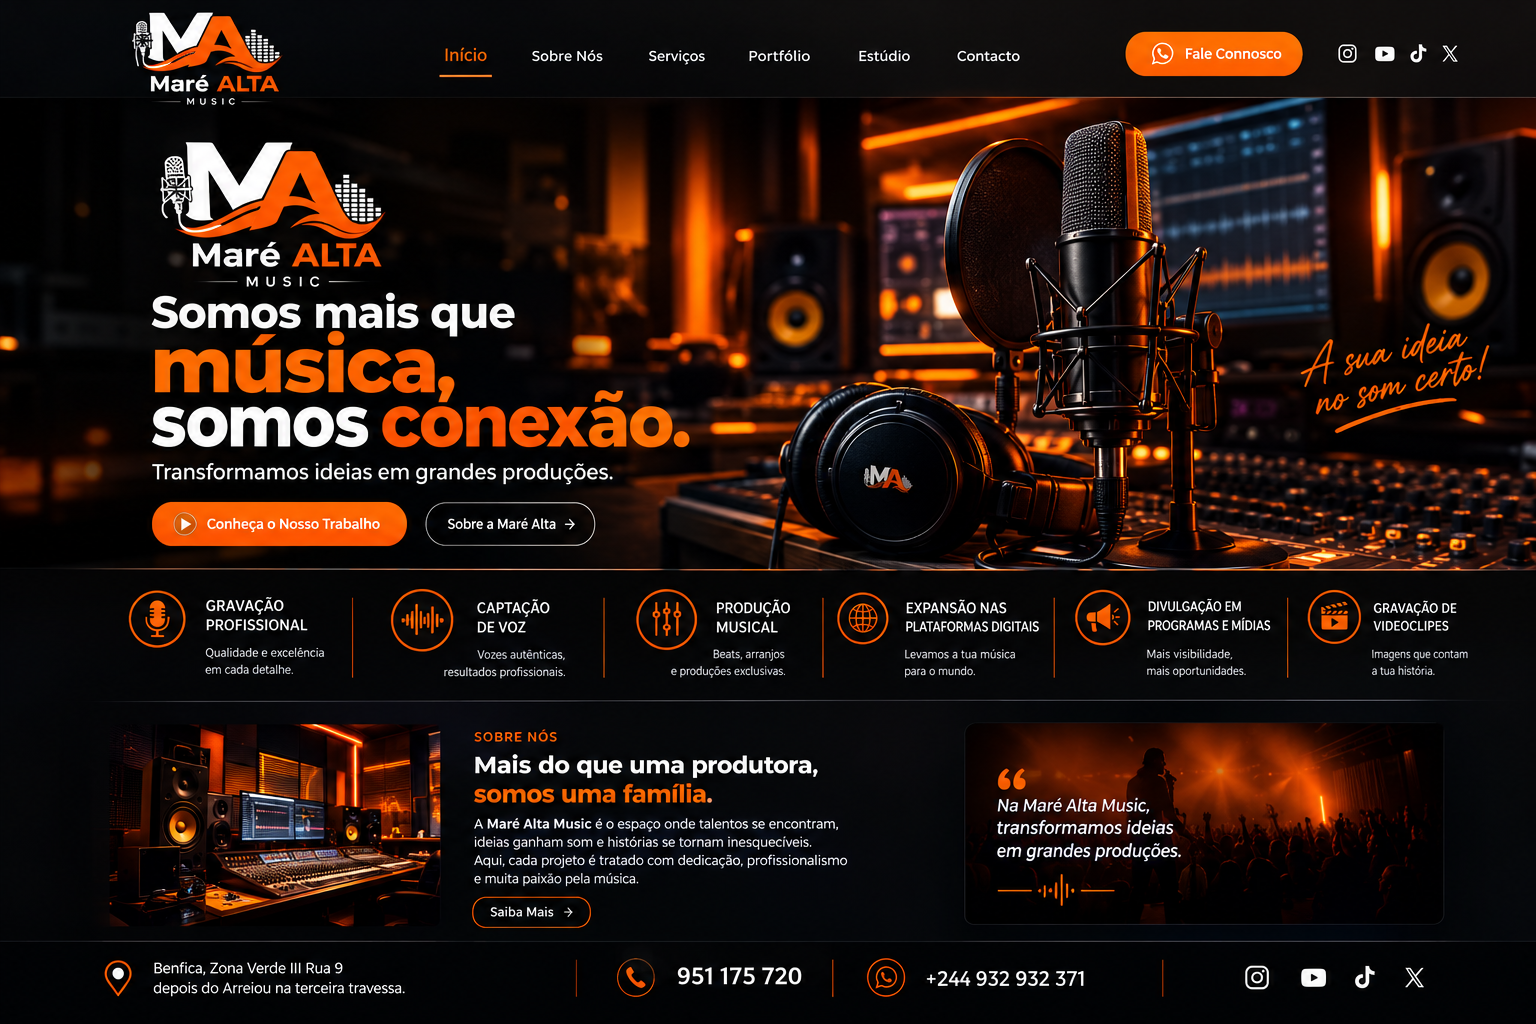 MA
Maré ALTA
MUSIC
Início
Sobre Nós
Serviços
Portfólio
Estúdio
Contacto
Fale Connosco
MA
Maré ALTA
MUSIC
Somos mais que
música,
somos conexão.
Transformamos ideias em grandes produções.
Conheça o Nosso Trabalho
Sobre a Maré Alta →
MA
A sua ideia
no som certo!
GRAVAÇÃO
PROFISSIONAL
Qualidade e excelência
em cada detalhe.
CAPTAÇÃO
DE VOZ
Vozes autênticas,
resultados profissionais.
PRODUÇÃO
MUSICAL
Beats, arranjos
e produções exclusivas.
EXPANSÃO NAS
PLATAFORMAS DIGITAIS
Levamos a tua música
para o mundo.
DIVULGAÇÃO EM
PROGRAMAS E MÍDIAS
Mais visibilidade,
mais oportunidades.
GRAVAÇÃO DE
VIDEOCLIPES
Imagens que contam
a tua história.
SOBRE NÓS
Mais do que uma produtora,
somos uma família.
A Maré Alta Music é o espaço onde talentos se encontram,
ideias ganham som e histórias se tornam inesquecíveis.
Aqui, cada projeto é tratado com dedicação, profissionalismo
e muita paixão pela música.
Saiba Mais →
“
Na Maré Alta Music,
transformamos ideias
em grandes produções.
Benfica, Zona Verde III Rua 9
depois do Arreiou na terceira travessa.
951 175 720
+244 932 932 371